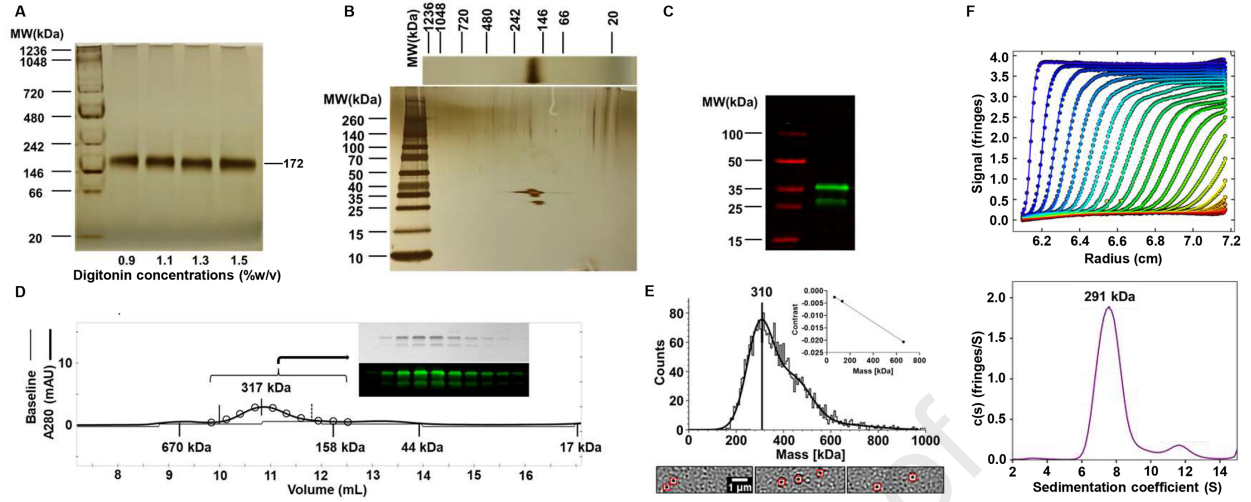 A
MW(kDa)
1236
1048
720
480
242
146
66
20
172
0.9 1.1 1.3 1.5
Digitonin concentrations (%w/v)
B
MW(kDa)
1236
1048
720
480
242
146
66
20
MW(kDa)
260
140
100
70
50
40
35
25
15
10
C
MW(kDa)
100
50
35
25
15
D
Baseline
A280 (mAU)
10
0
317 kDa
670 kDa
158 kDa
44 kDa
17 kDa
8 9 10 11 12 13 14 15 16
Volume (mL)
E
310
Counts
80
60
40
20
0
0 200 400 600 800 1000
Mass [kDa]
Contrast
0.000
-0.005
-0.010
-0.015
-0.020
-0.025
0 200 400 600 800
Mass [kDa]
1 µm
F
Signal (fringes)
4.0
3.5
3.0
2.5
2.0
1.5
1.0
0.5
0.0
6.2 6.4 6.6 6.8 7.0 7.2
Radius (cm)
291 kDa
c(s) (fringes/S)
2.0
1.5
1.0
0.5
0.0
2 4 6 8 10 12 14
Sedimentation coefficient (S)
of